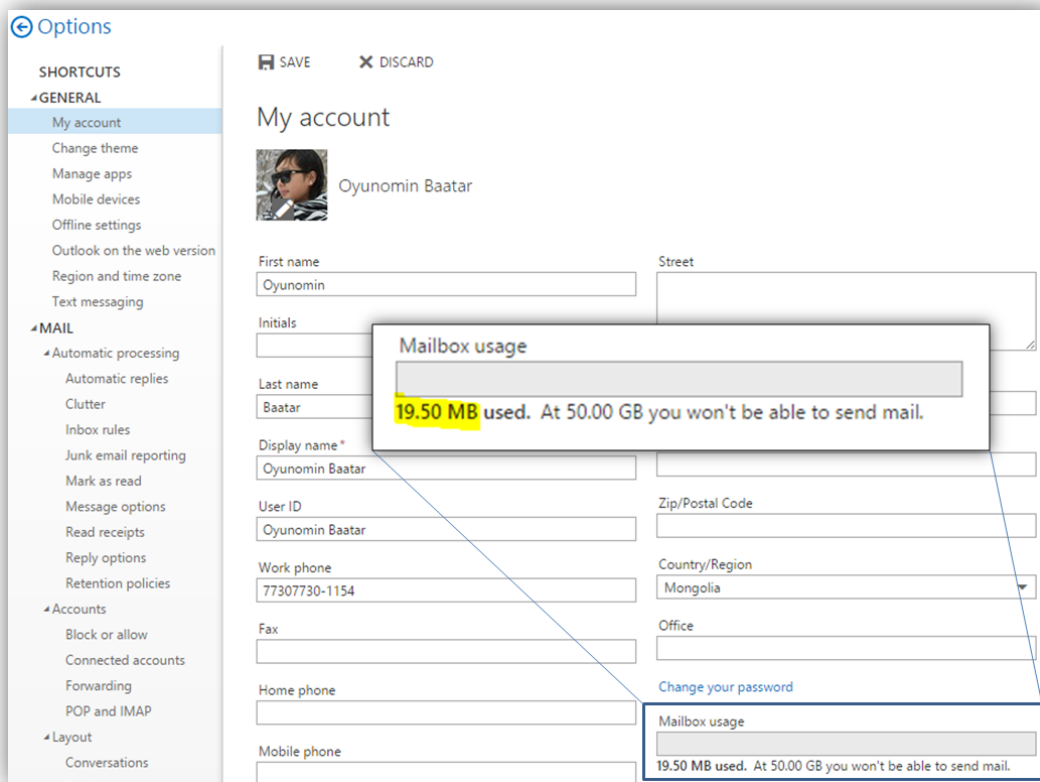 Options
SHORTCUTS
GENERAL
My account
Change theme
Manage apps
Mobile devices
Offline settings
Outlook on the web version
Region and time zone
Text messaging
MAIL
Automatic processing
Automatic replies
Clutter
Inbox rules
Junk email reporting
Mark as read
Message options
Read receipts
Reply options
Retention policies
Accounts
Block or allow
Connected accounts
Forwarding
POP and IMAP
Layout
Conversations
SAVE DISCARD
My account
Oyunomin Baatar
First name
Oyunomin
Initials
Last name
Baatar
Display name*
Oyunomin Baatar
User ID
Oyunomin Baatar
Work phone
77307730-1154
Fax
Home phone
Mobile phone
Street
Mailbox usage
19.50 MB used. At 50.00 GB you won't be able to send mail.
Zip/Postal Code
Country/Region
Mongolia
Office
Change your password
Mailbox usage
19.50 MB used. At 50.00 GB you won't be able to send mail.